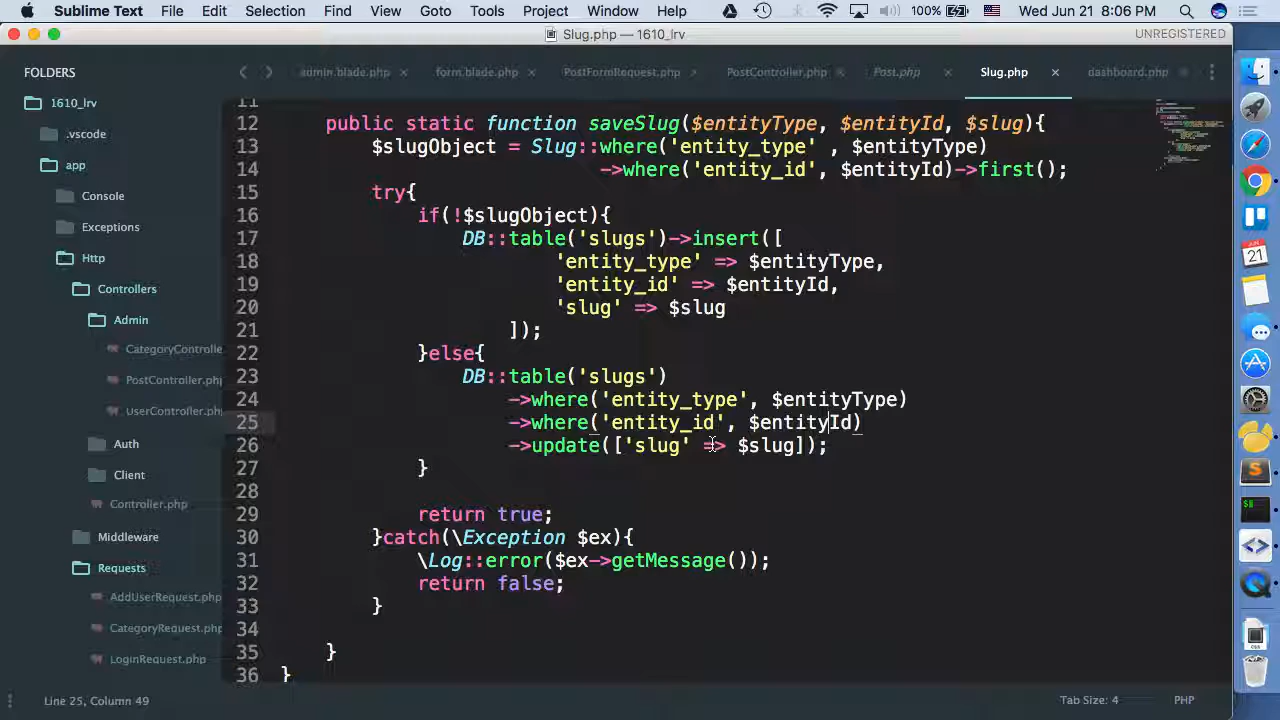 Sublime Text File Edit Selection Find View Goto Tools Project Window Help 100% Wed Jun 21 8:06 PM
Slug.php — 1610_lrv UNREGISTERED
FOLDERS
1610_lrv
.vscode
app
Console
Exceptions
Http
Controllers
Admin
CategoryControlle
PostController.php
UserController.php
Auth
Client
Controller.php
Middleware
Requests
AddUserRequest.php
CategoryRequest.php
LoginRequest.php
admin.blade.php form.blade.php PostFormRequest.php PostController.php Post.php Slug.php dashboard.php
11
12 public static function saveSlug($entityType, $entityId, $slug){
13 $slugObject = Slug::where('entity_type' , $entityType)
14 ->where('entity_id', $entityId)->first();
15 try{
16 if(!$slugObject){
17 DB::table('slugs')->insert([
18 'entity_type' => $entityType,
19 'entity_id' => $entityId,
20 'slug' => $slug
21 ]);
22 }else{
23 DB::table('slugs')
24 ->where('entity_type', $entityType)
25 ->where('entity_id', $entityId)
26 ->update(['slug' => $slug]);
27 }
28
29 return true;
30 }catch(\Exception $ex){
31 \Log::error($ex->getMessage());
32 return false;
33 }
34
35 }
36 }
Line 25, Column 49 Tab Size: 4 PHP